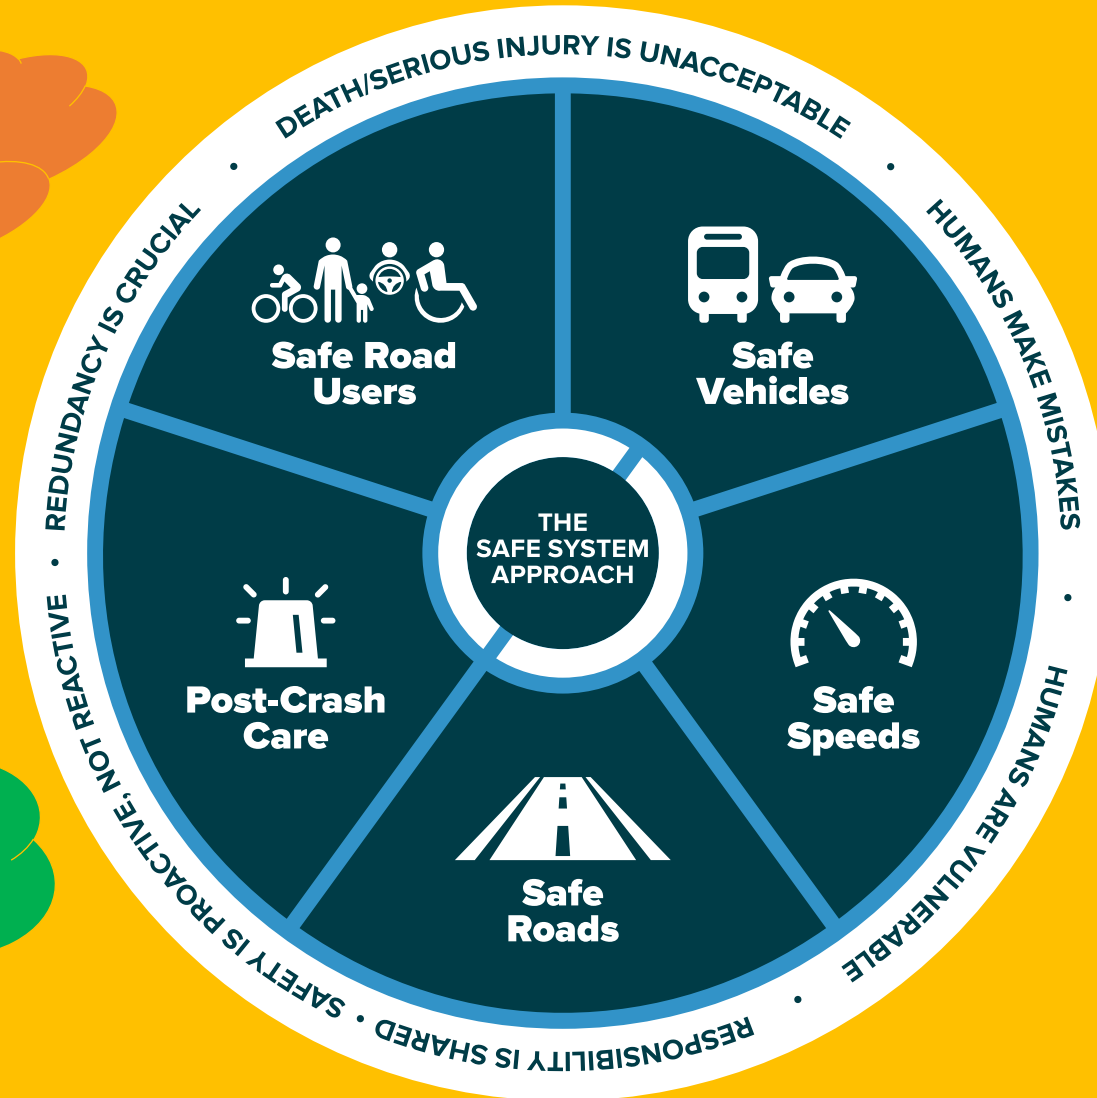 DEATH/SERIOUS INJURY IS UNACCEPTABLE
HUMANS MAKE MISTAKES
HUMANS ARE VULNERABLE
RESPONSIBILITY IS SHARED
SAFETY IS PROACTIVE, NOT REACTIVE
REDUNDANCY IS CRUCIAL
Safe Road
Users
Safe
Vehicles
Safe
Speeds
Safe
Roads
Post-Crash
Care
THE
SAFE SYSTEM
APPROACH